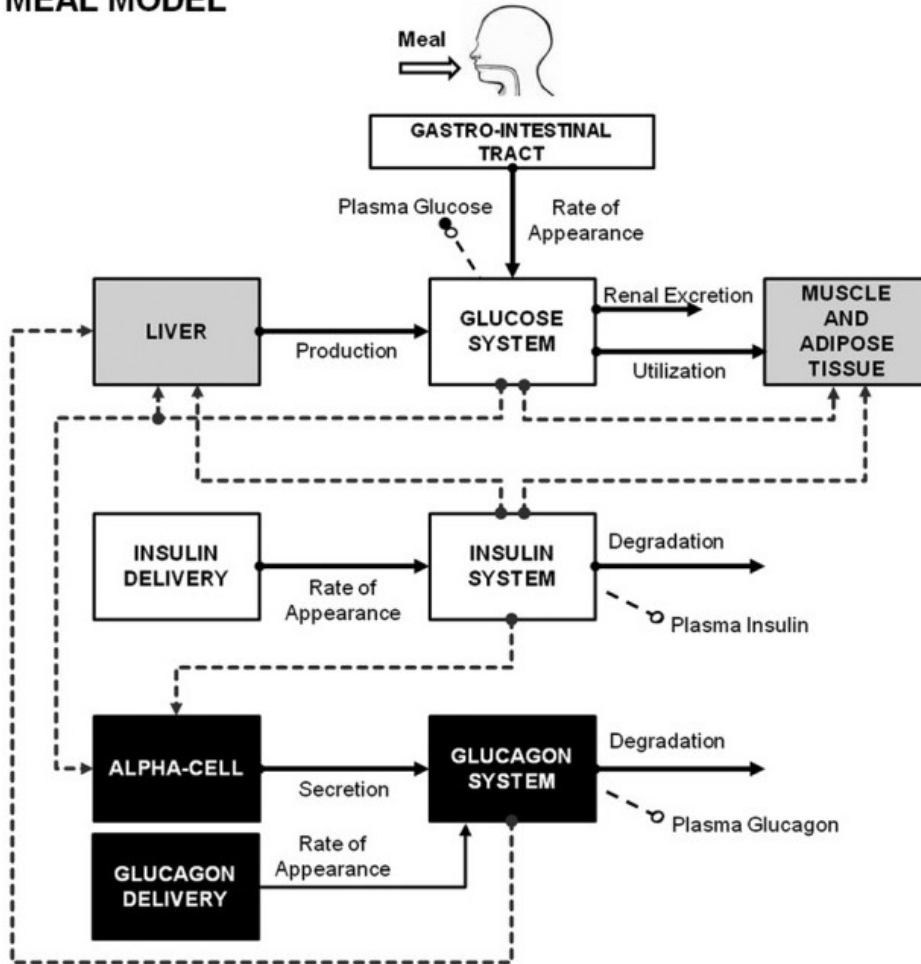 MEAL MODEL
Meal
GASTRO-INTESTINAL
TRACT
Plasma Glucose
Rate of
Appearance
LIVER
Production
GLUCOSE
SYSTEM
Renal Excretion
Utilization
MUSCLE
AND
ADIPOSE
TISSUE
INSULIN
DELIVERY
Rate of
Appearance
INSULIN
SYSTEM
Degradation
Plasma Insulin
ALPHA-CELL
Secretion
GLUCAGON
SYSTEM
Degradation
Plasma Glucagon
GLUCAGON
DELIVERY
Rate of
Appearance